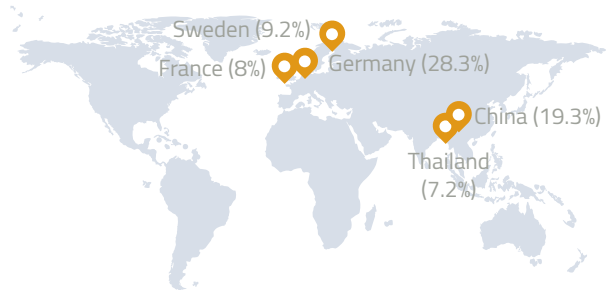 Sweden (9.2%)
France (8%)
Germany (28.3%)
China (19.3%)
Thailand
(7.2%)